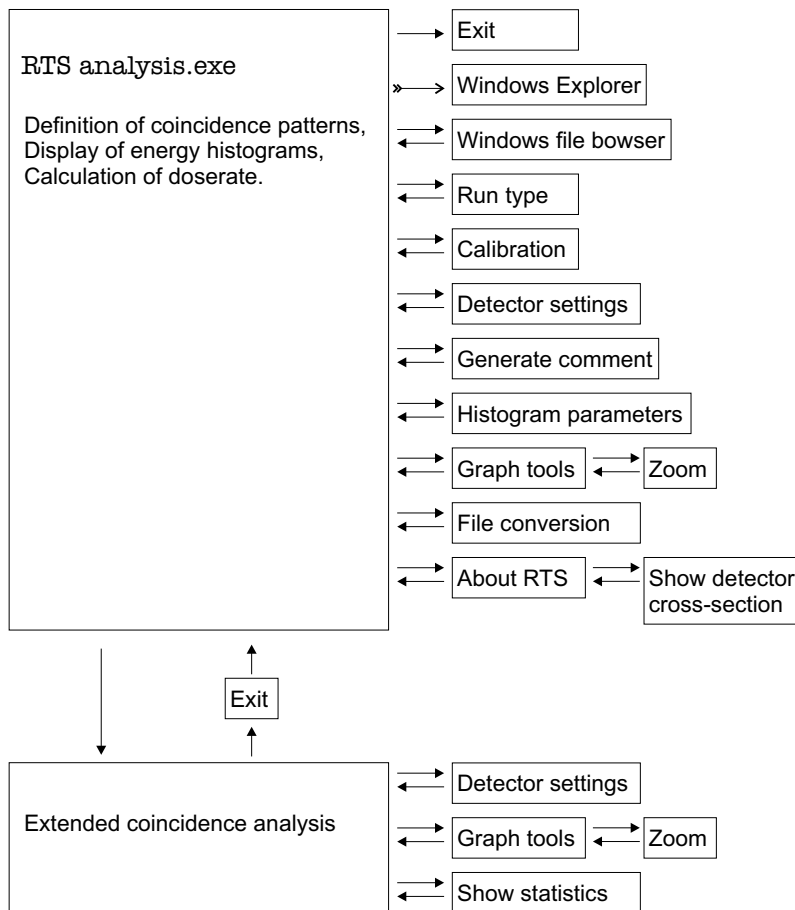 RTS analysis.exe
Definition of coincidence patterns,
Display of energy histograms,
Calculation of doserate.
Exit
Windows Explorer
Windows file bowser
Run type
Calibration
Detector settings
Generate comment
Histogram parameters
Graph tools
Zoom
File conversion
About RTS
Show detector
cross-section
Exit
Extended coincidence analysis
Detector settings
Graph tools
Zoom
Show statistics